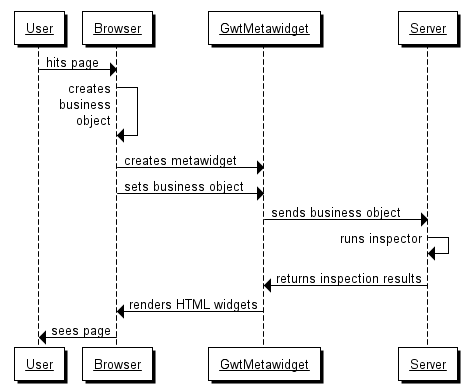 User Browser GwtMetawidget Server
hits page
creates
business
object
creates metawidget
sets business object
sends business object
runs inspector
returns inspection results
renders HTML widgets
sees page
User Browser GwtMetawidget Server